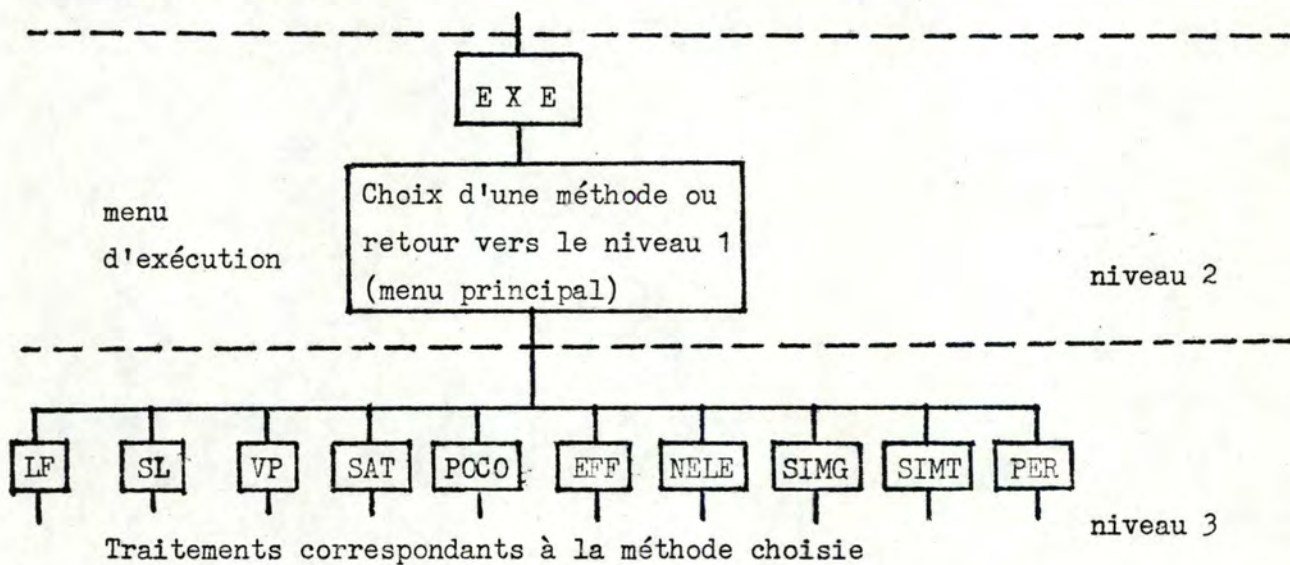 E X E
Choix d'une méthode ou
retour vers le niveau 1
(menu principal)
menu
d'exécution
niveau 2
LF SL VP SAT POCO EFF NELE SIMG SIMT PER
niveau 3
Traitements correspondants à la méthode choisie